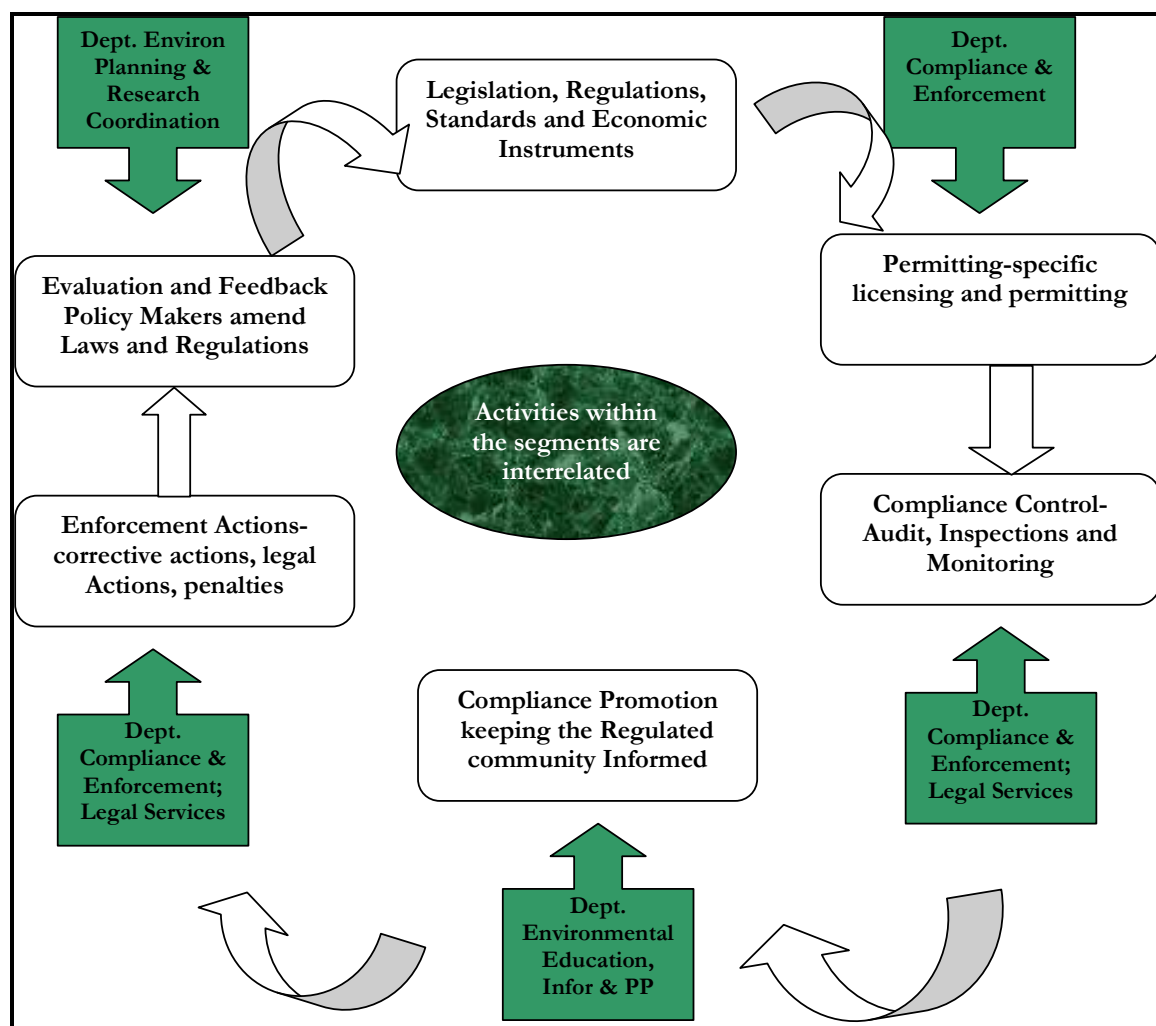 Dept. Environ
Planning &
Research
Coordination
Legislation, Regulations,
Standards and Economic
Instruments
Dept.
Compliance &
Enforcement
Evaluation and Feedback
Policy Makers amend
Laws and Regulations
Permitting-specific
licensing and permitting
Activities within
the segments are
interrelated
Enforcement Actions-
corrective actions, legal
Actions, penalties
Compliance Control-
Audit, Inspections and
Monitoring
Dept.
Compliance &
Enforcement;
Legal Services
Compliance Promotion
keeping the Regulated
community Informed
Dept.
Compliance &
Enforcement;
Legal Services
Dept.
Environmental
Education,
Infor & PP